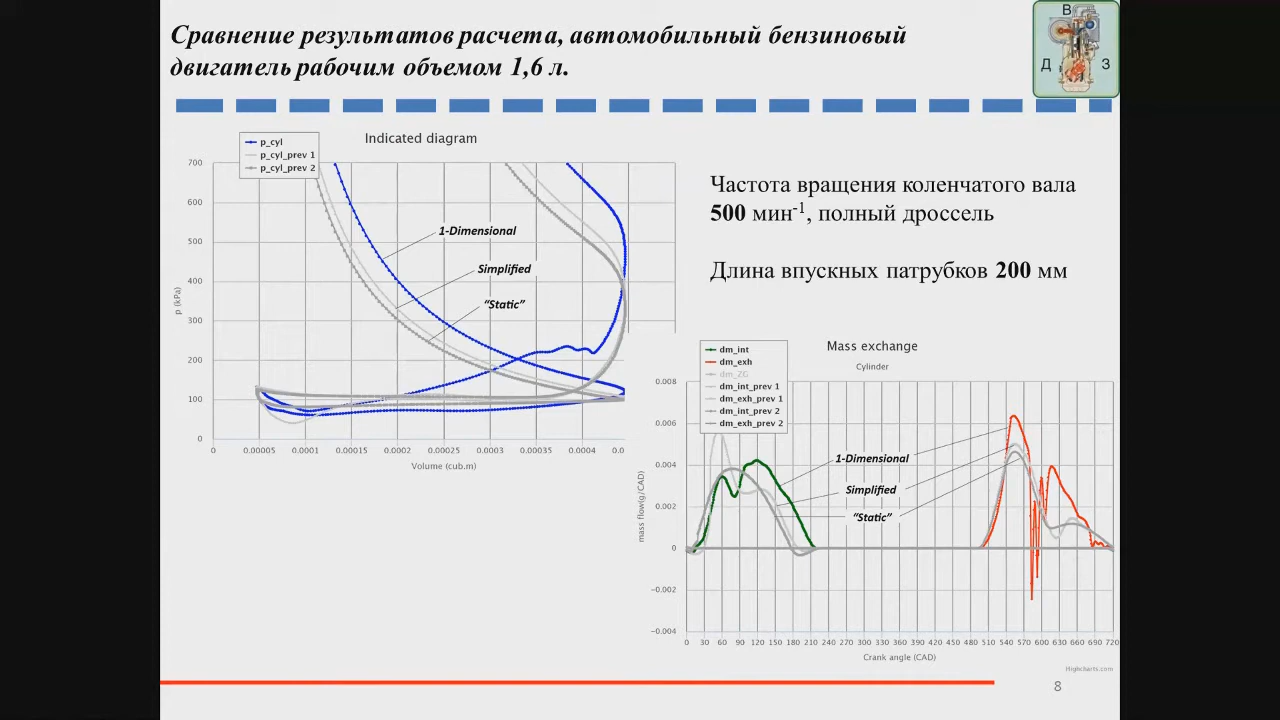 Сравнение результатов расчета, автомобильный бензиновый
двигатель рабочим объемом 1,6 л.
В
Д
З
Indicated diagram
p_cyl
p_cyl_prev 1
p_cyl_prev 2
700
600
500
400
300
200
100
0
p (kPa)
1-Dimensional
Simplified
“Static”
0
0.00005
0.0001
0.00015
0.0002
0.00025
0.0003
0.00035
0.0004
0.0
Volume (cub.m)
Частота вращения коленчатого вала
500 мин-1, полный дроссель
Длина впускных патрубков 200 мм
Mass exchange
Cylinder
dm_int
dm_exh
dm_ZG
dm_int_prev 1
dm_exh_prev 1
dm_int_prev 2
dm_exh_prev 2
0.008
0.006
0.004
0.002
0
−0.002
−0.004
mass flow(g/CAD)
1-Dimensional
Simplified
“Static”
0 30 60 90 120 150 180 210 240 270 300 330 360 390 420 450 480 510 540 570 600 630 660 690 720
Crank angle (CAD)
Highcharts.com
8